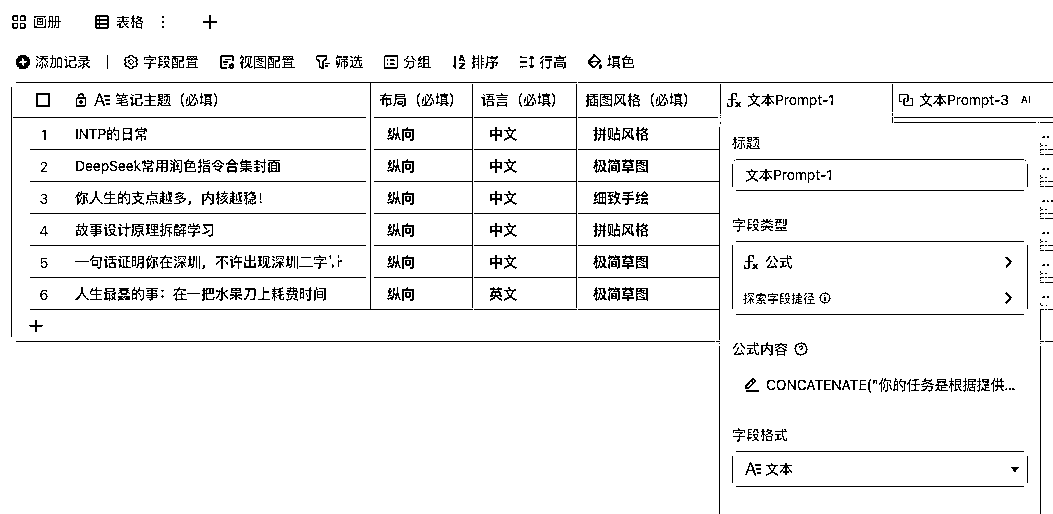 画册 表格
添加记录 字段配置 视图配置 筛选 分组 排序 行高 填色
笔记主题（必填） 布局（必填） 语言（必填） 插图风格（必填） 文本Prompt-1 文本Prompt-3 AI
1 INTP的日常 纵向 中文 拼贴风格
2 DeepSeek常用润色指令合集封面 纵向 中文 极简草图
3 你人生的支点越多，内核越稳！ 纵向 中文 细致手绘
4 故事设计原理拆解学习 纵向 中文 拼贴风格
5 一句话证明你在深圳，不许出现深圳二字 纵向 中文 极简草图
6 人生最蠢的事：在一把水果刀上耗费时间 纵向 英文 极简草图
标题
文本Prompt-1
字段类型
公式
探索字段捷径
公式内容
CONCATENATE("你的任务是根据提供...
字段格式
文本